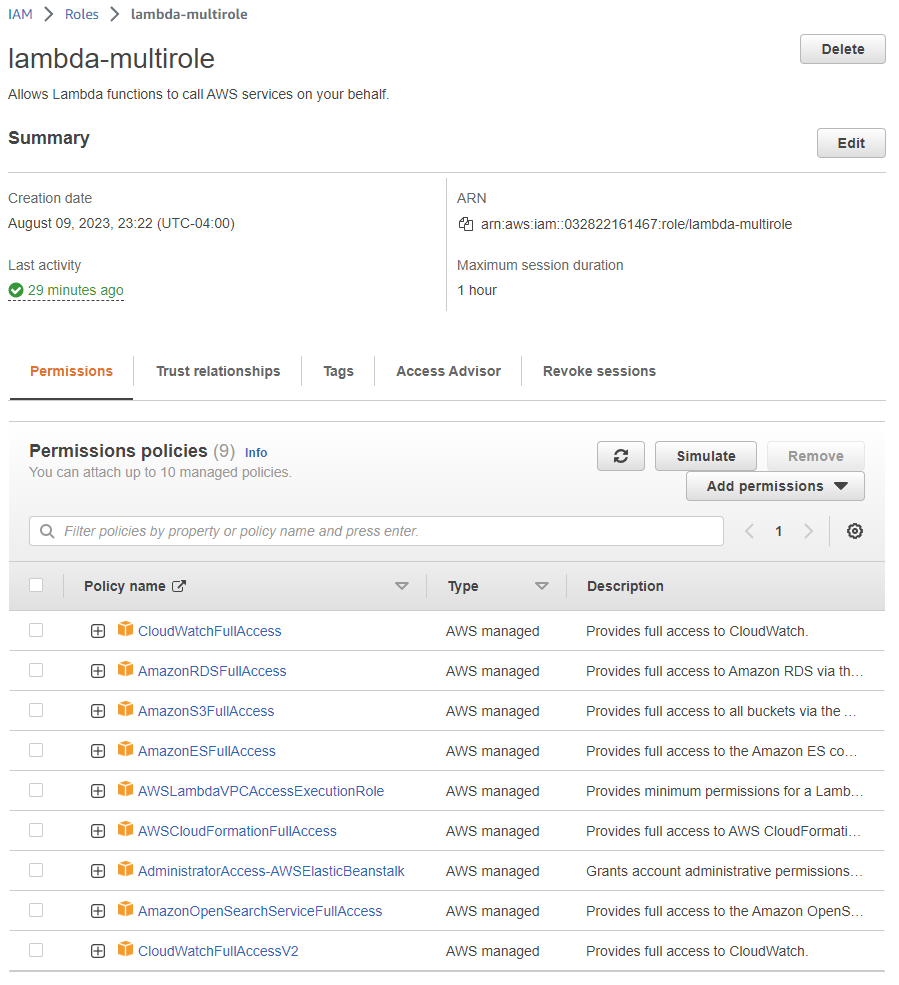 IAM > Roles > lambda-multirole
lambda-multirole
Delete
Allows Lambda functions to call AWS services on your behalf.
Summary
Edit
Creation date
August 09, 2023, 23:22 (UTC-04:00)
ARN
arn:aws:iam::032822161467:role/lambda-multirole
Last activity
29 minutes ago
Maximum session duration
1 hour
Permissions
Trust relationships
Tags
Access Advisor
Revoke sessions
Permissions policies (9) Info
You can attach up to 10 managed policies.
Simulate
Remove
Add permissions
Filter policies by property or policy name and press enter.
1
Policy name
Type
Description
CloudWatchFullAccess AWS managed Provides full access to CloudWatch.
AmazonRDSFullAccess AWS managed Provides full access to Amazon RDS via th…
AmazonS3FullAccess AWS managed Provides full access to all buckets via the …
AmazonESFullAccess AWS managed Provides full access to the Amazon ES co…
AWSLambdaVPCAccessExecutionRole AWS managed Provides minimum permissions for a Lamb…
AWSCloudFormationFullAccess AWS managed Provides full access to AWS CloudFormati…
AdministratorAccess-AWSElasticBeanstalk AWS managed Grants account administrative permissions…
AmazonOpenSearchServiceFullAccess AWS managed Provides full access to the Amazon OpenS…
CloudWatchFullAccessV2 AWS managed Provides full access to CloudWatch.